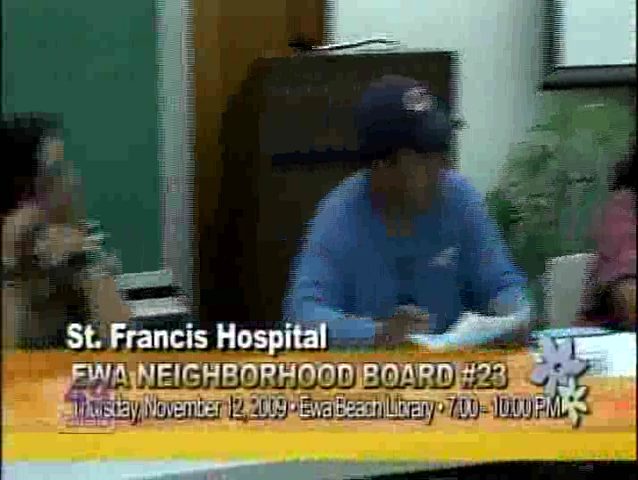 St. Francis Hospital
EWA NEIGHBORHOOD BOARD #23
Thursday, November 12, 2009 • Ewa Beach Library • 7:00 - 10:00 PM